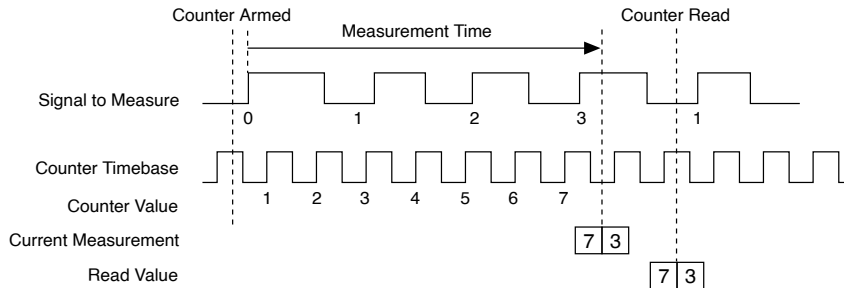 Counter Armed Counter Read
Measurement Time
Signal to Measure
0 1 2 3 1
Counter Timebase
1 2 3 4 5 6 7
Counter Value
Current Measurement 7 3
Read Value 7 3